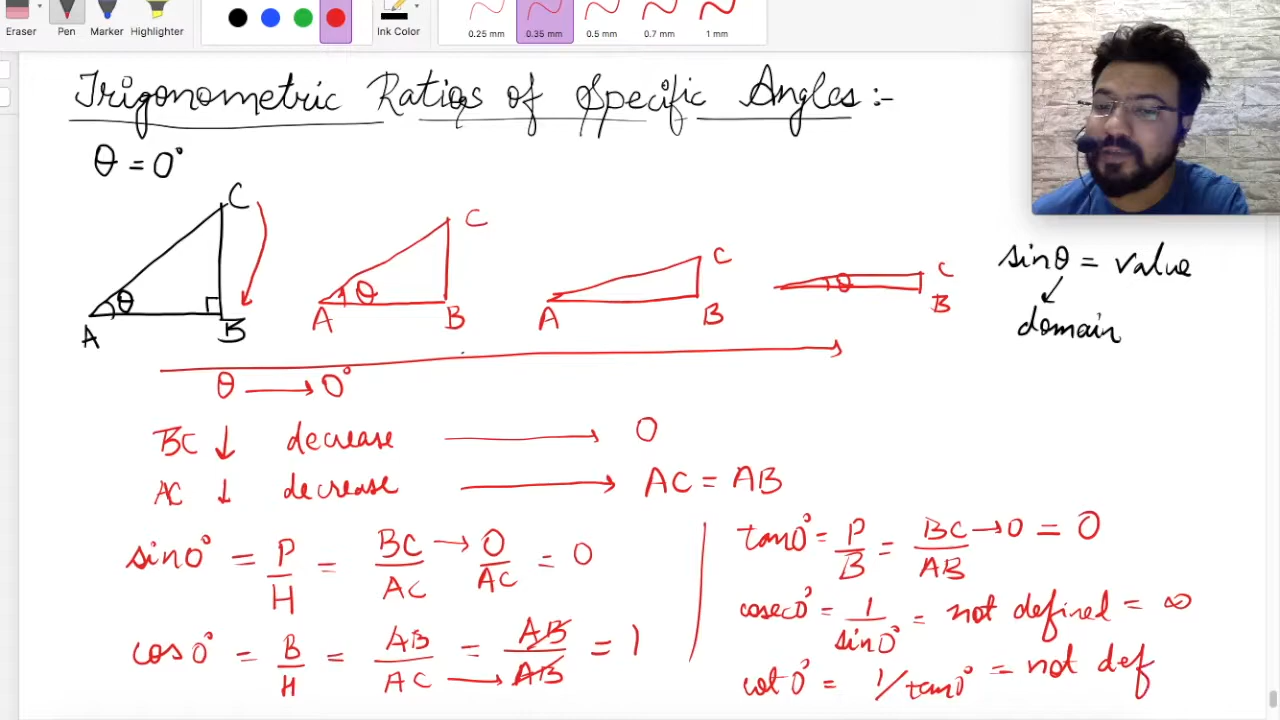 Eraser Pen Marker Highlighter Ink Color 0.25 mm 0.35 mm 0.5 mm 0.7 mm 1 mm
Trigonometric Ratios of Specific Angles :-
θ = 0°
C
θ
A
B
C
θ
A
B
C
A
B
θ
C
B
sinθ = value
domain
θ → 0°
BC ↓ decrease → 0
AC ↓ decrease → AC = AB
sin0° = P/H = BC/AC → 0/AC = 0
cos0° = B/H = AB/AC → AB/AB = 1
tan0° = P/B = BC/AB → 0 = 0
cosec0° = 1/sin0° = not defined = ∞
cot0° = 1/tan0° = not def